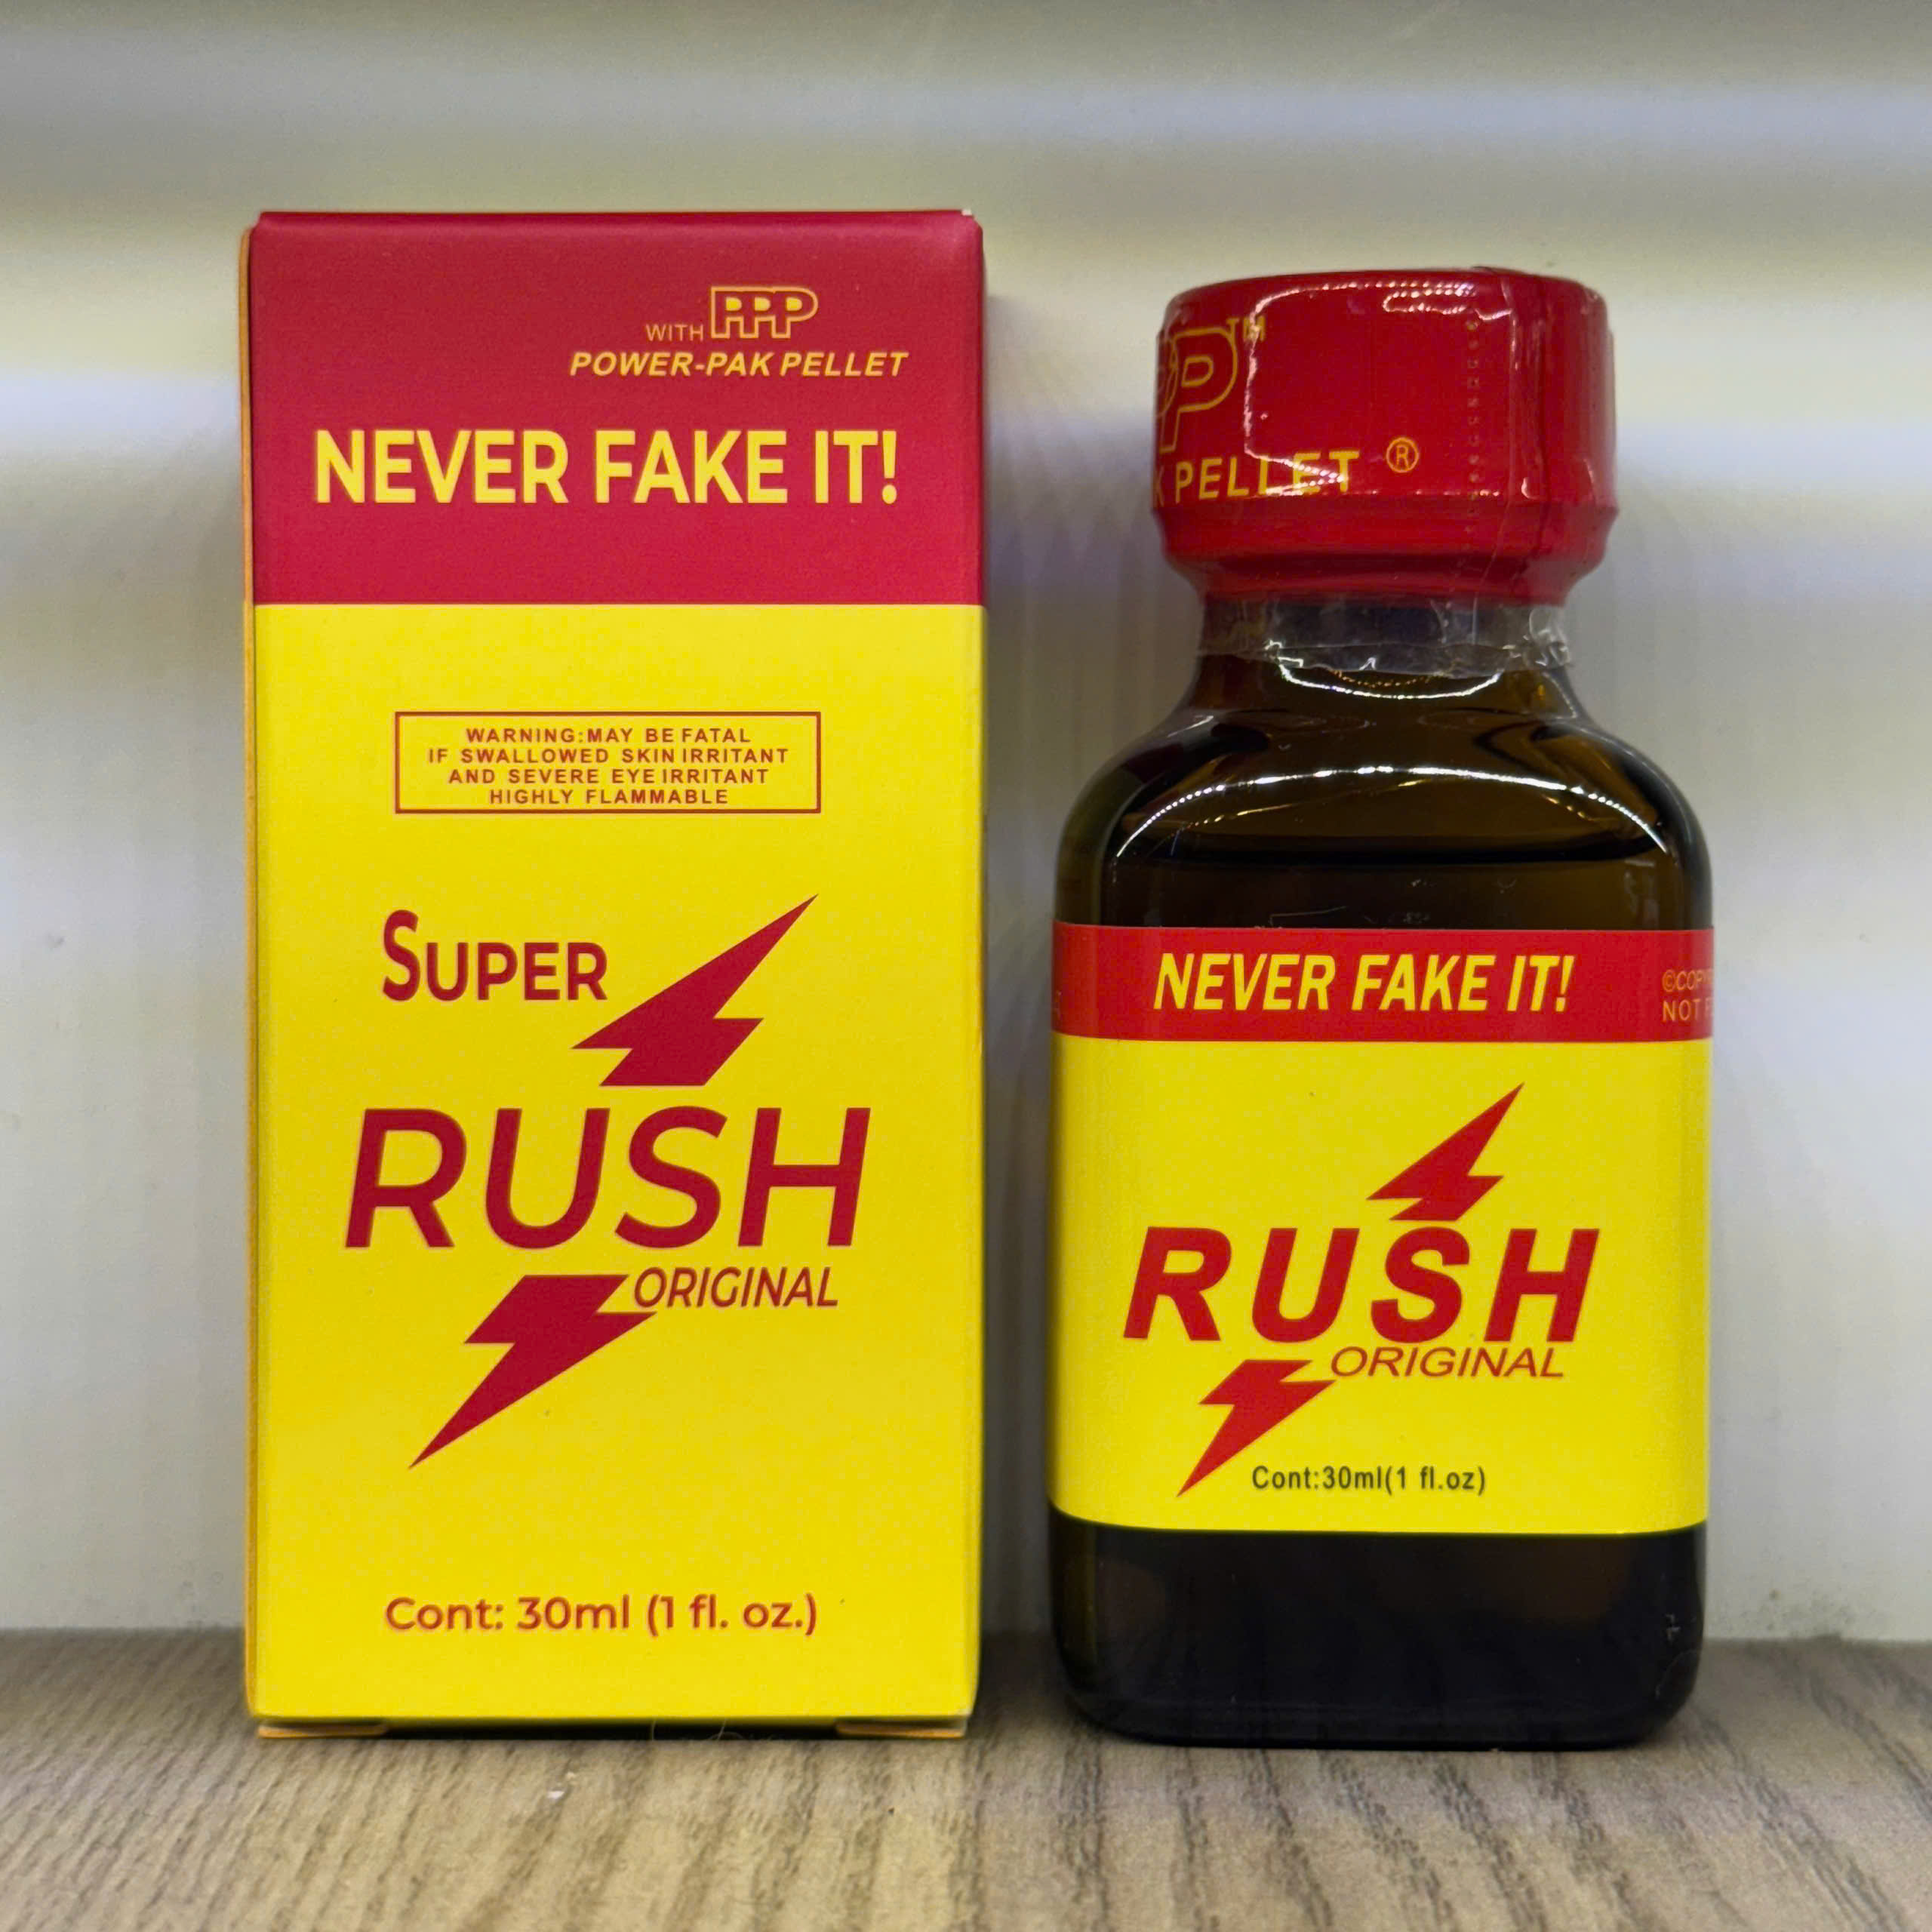 WITH PPP
POWER-PAK PELLET
NEVER FAKE IT!
WARNING:MAY BE FATAL
IF SWALLOWED SKIN IRRITANT
AND SEVERE EYE IRRITANT
HIGHLY FLAMMABLE
SUPER
RUSH
ORIGINAL
Cont: 30ml (1 fl. oz.)
TM
PELLET ®
NEVER FAKE IT!
NOT
RUSH
ORIGINAL
Cont:30ml(1 fl.oz)